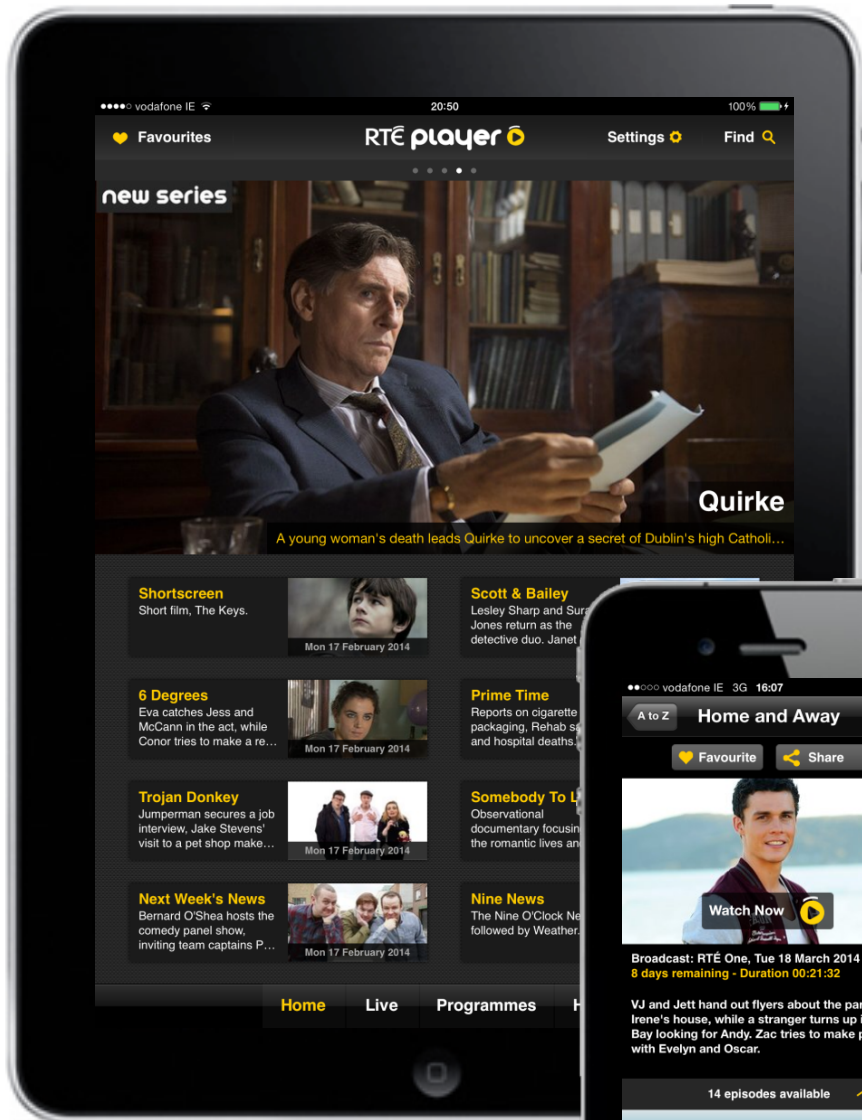 vodafone IE
20:50
100%
Favourites
RTÉ player
Settings
Find
new series
Quirke
A young woman's death leads Quirke to uncover a secret of Dublin's high Catholi...
Shortscreen
Short film, The Keys.
Mon 17 February 2014
Scott & Bailey
Lesley Sharp and
Jones return as the
detective duo. Janet
6 Degrees
Eva catches Jess and
McCann in the act, while
Conor tries to make a re...
Mon 17 February 2014
Prime Time
Reports on cigarette
packaging, Rehab
and hospital deaths.
Trojan Donkey
Jumperman secures a job
interview, Jake Stevens'
visit to a pet shop make...
Mon 17 February 2014
Somebody To
Observational
documentary
the romantic lives
Next Week's News
Bernard O'Shea hosts the
comedy panel show,
inviting team captains P...
Mon 17 February 2014
Nine News
The Nine O'Clock
followed by Weather.
Home
Live
Programmes
vodafone IE 3G 16:07
A to Z
Home and Away
Favourite
Share
Watch Now
Broadcast: RTÉ One, Tue 18 March 2014
8 days remaining - Duration 00:21:32
VJ and Jett hand out flyers about the
Irene's house, while a stranger turns up
Bay looking for Andy. Zac tries to make
with Evelyn and Oscar.
14 episodes available